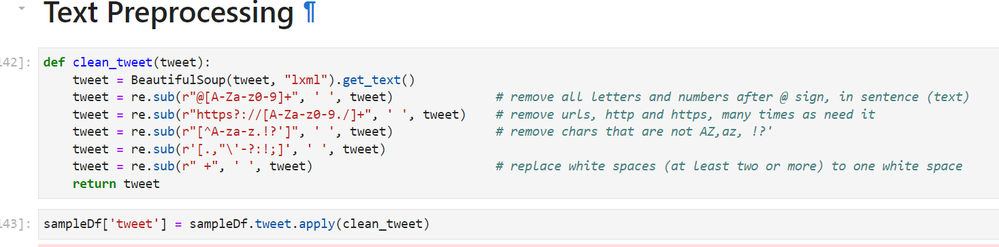 Text Preprocessing ¶
142]:
def clean_tweet(tweet):
    tweet = BeautifulSoup(tweet, "lxml").get_text()
    tweet = re.sub(r"@[A-Za-z0-9]+", ' ', tweet)              # remove all letters and numbers after @ sign, in sentence (text)
    tweet = re.sub(r"https?://[A-Za-z0-9./]+", ' ', tweet)    # remove urls, http and https, many times as need it
    tweet = re.sub(r"[^A-za-z.!?']", ' ', tweet)              # remove chars that are not AZ,az, !?'
    tweet = re.sub(r'[.,"\'-?:!;]', ' ', tweet)
    tweet = re.sub(r" +", ' ', tweet)                         # replace white spaces (at least two or more) to one white space
    return tweet
143]:
sampleDf['tweet'] = sampleDf.tweet.apply(clean_tweet)